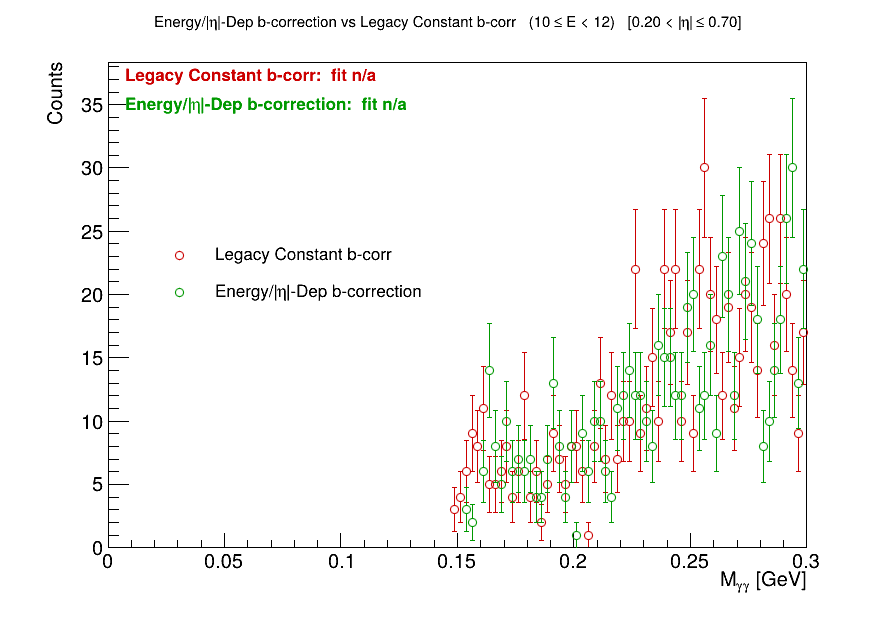 Energy/|η|-Dep b-correction vs Legacy Constant b-corr (10 ≤ E < 12) [0.20 < |η| ≤ 0.70]
Counts
Legacy Constant b-corr: fit n/a
Energy/|η|-Dep b-correction: fit n/a
Legacy Constant b-corr
Energy/|η|-Dep b-correction
35
30
25
20
15
10
5
0
0 0.05 0.1 0.15 0.2 0.25 0.3
Mγγ [GeV]